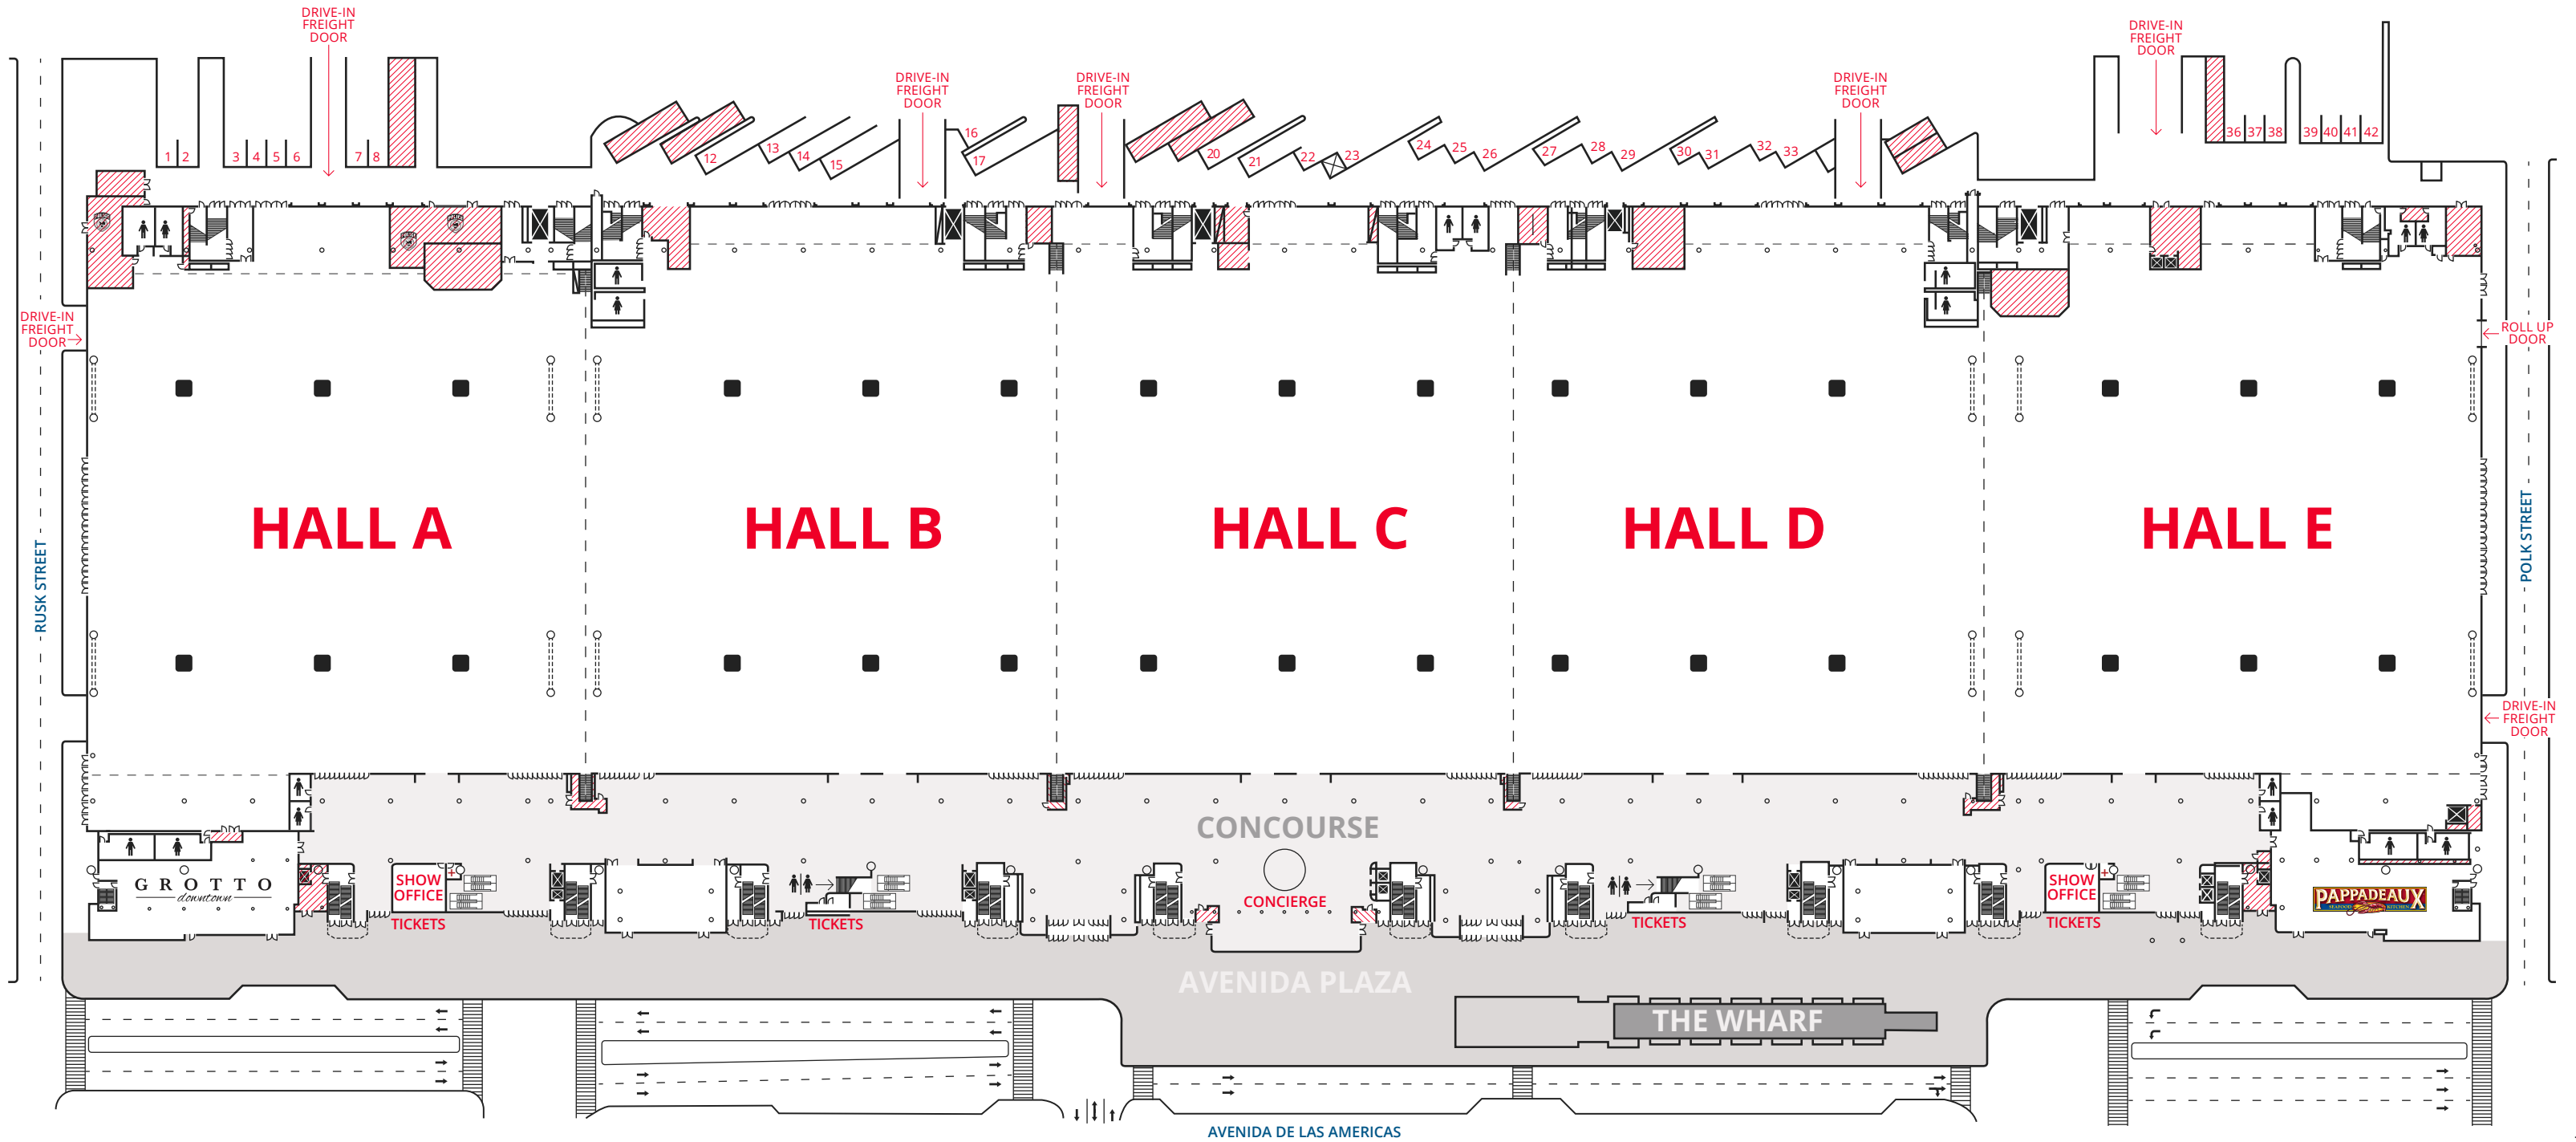 DRIVE-IN
FREIGHT
DOOR
DRIVE-IN
FREIGHT
DOOR
DRIVE-IN
FREIGHT
DOOR
DRIVE-IN
FREIGHT
DOOR
DRIVE-IN
FREIGHT
DOOR
1 2 3 4 5 6 7 8
12 13 14 15 16 17
20 21 22 23 24 25 26
27 28 29 30 31 32 33
36 37 38 39 40 41 42
DRIVE-IN
FREIGHT
DOOR
ROLL UP
DOOR
HALL A
HALL B
HALL C
HALL D
HALL E
RUSK STREET
POLK STREET
DRIVE-IN
FREIGHT
DOOR
CONCOURSE
GROTTO
downtown
SHOW
OFFICE
TICKETS
TICKETS
CONCIERGE
TICKETS
SHOW
OFFICE
TICKETS
PAPPADEAUX
SEAFOOD KITCHEN
AVENIDA PLAZA
THE WHARF
AVENIDA DE LAS AMERICAS